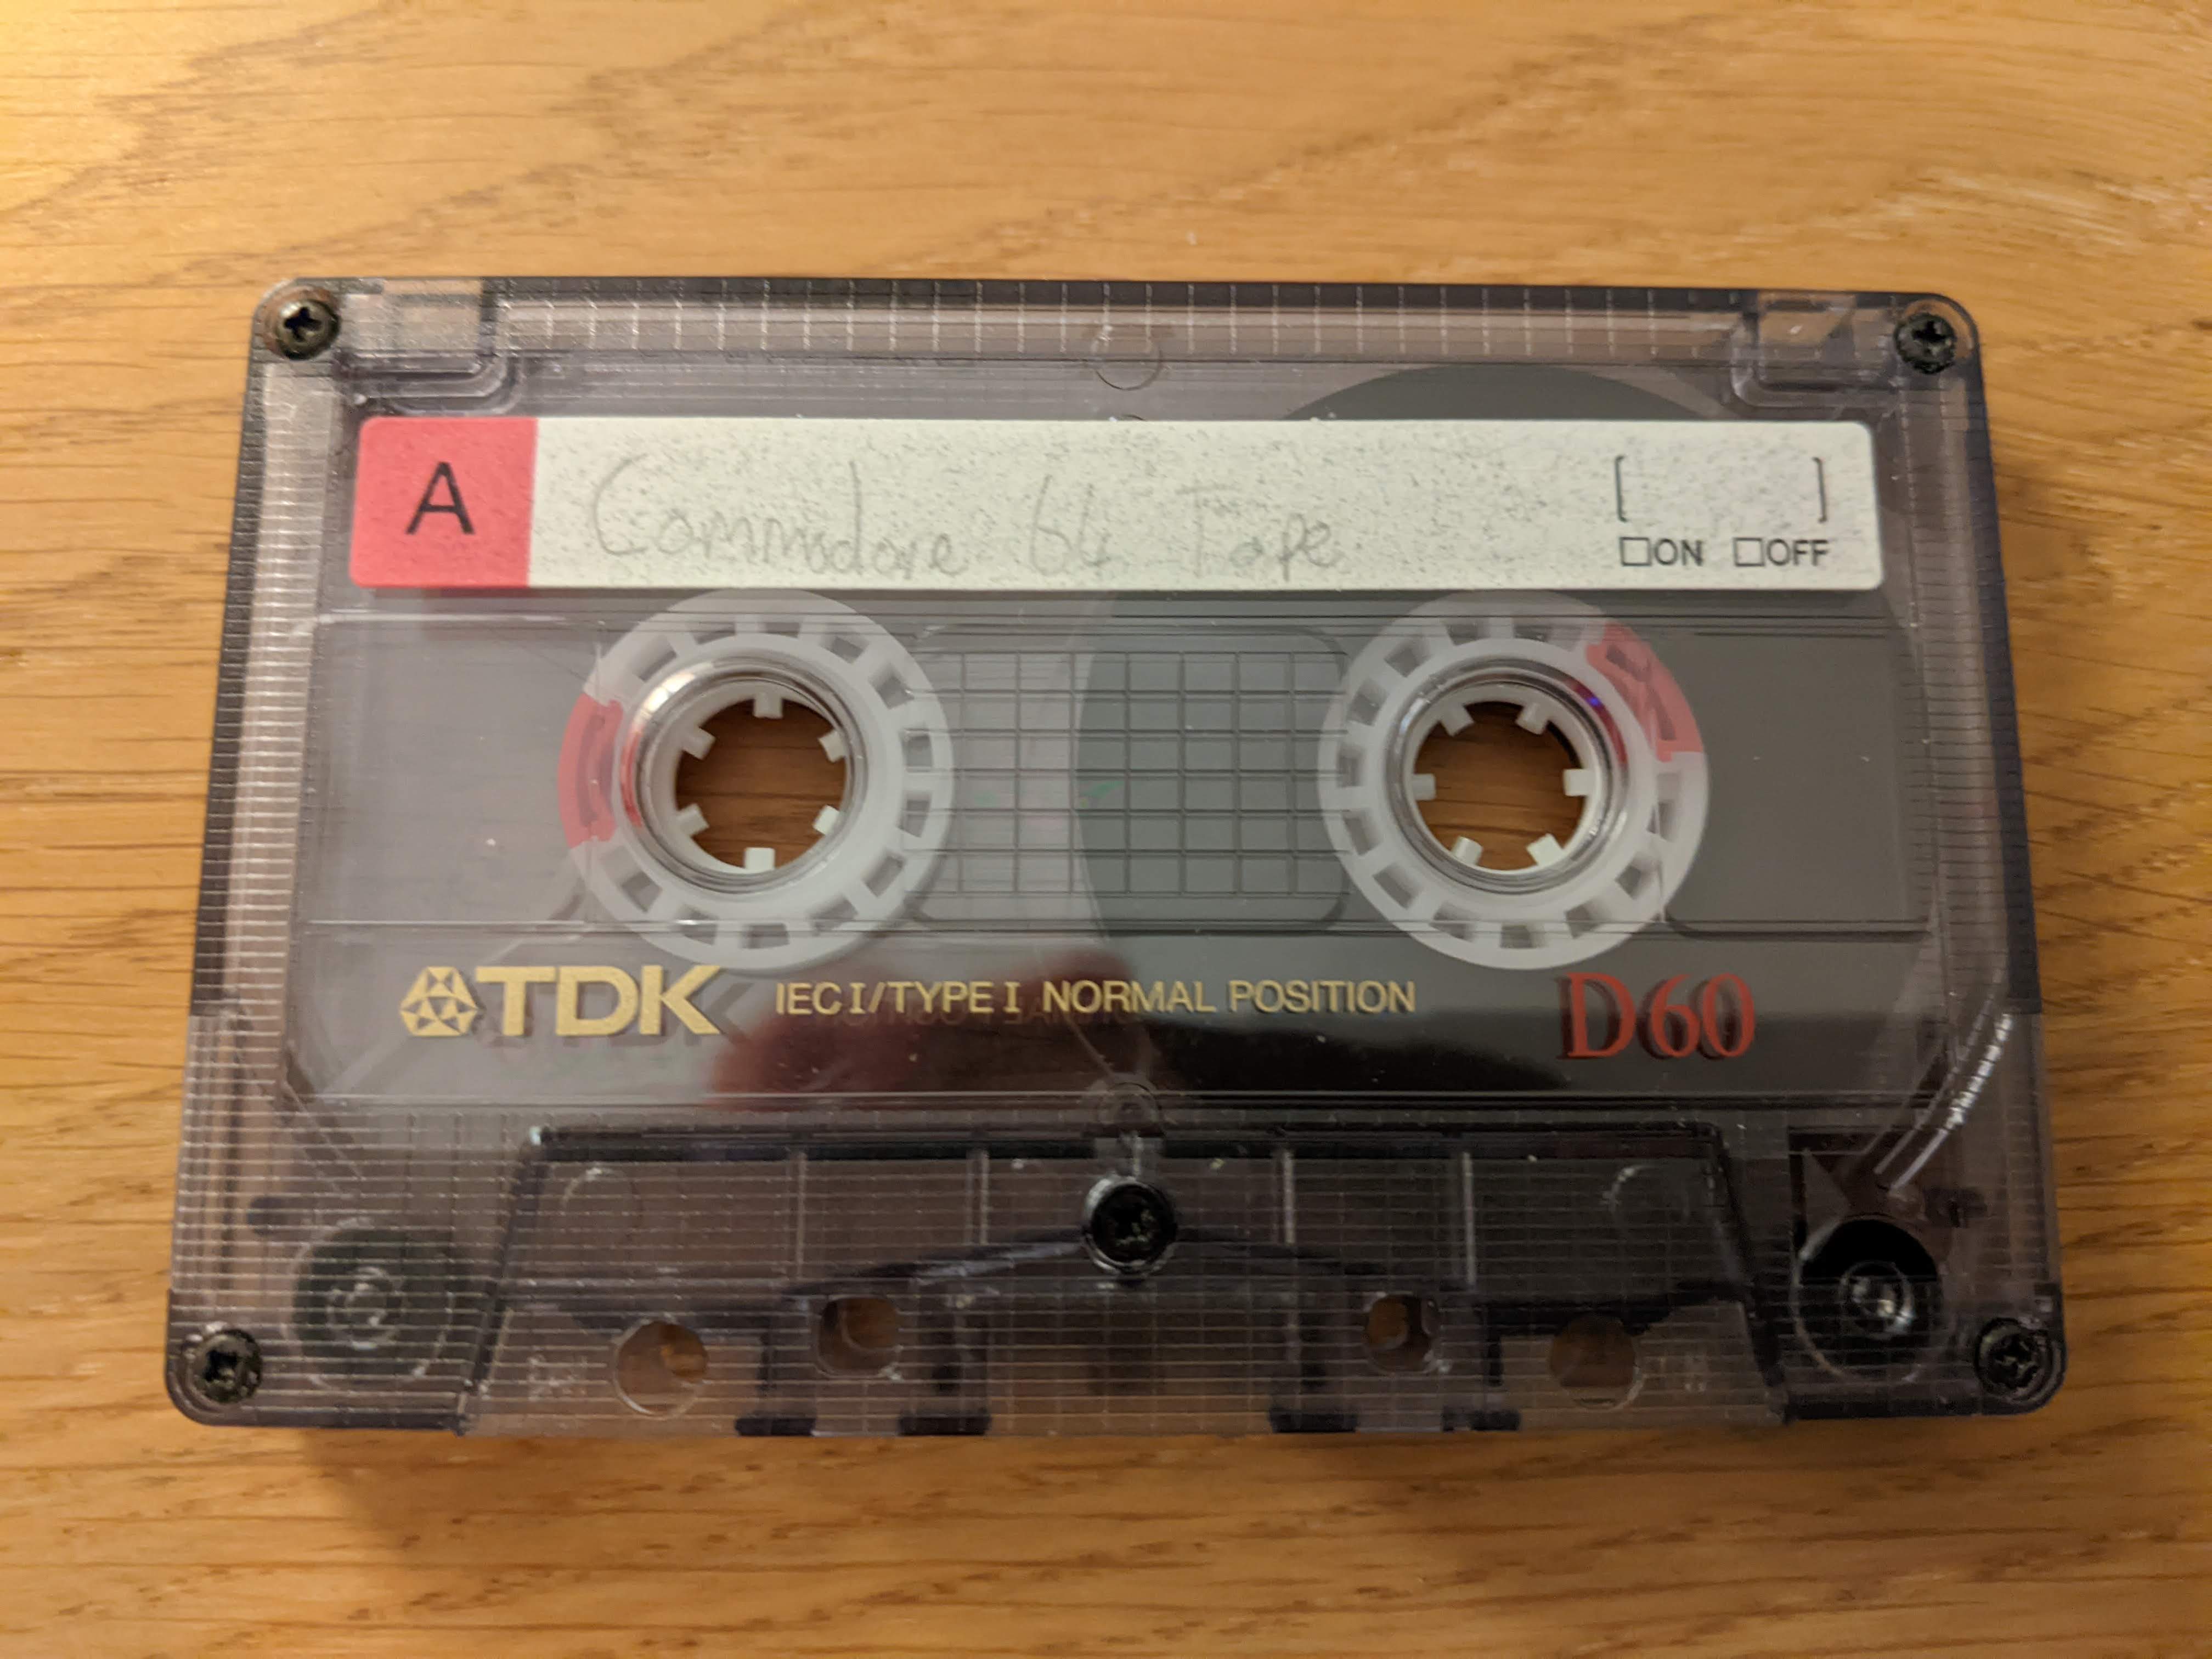 A Commodore 64 Tape [ ]
☐ON ☐OFF
TDK IEC I/TYPE I NORMAL POSITION D60